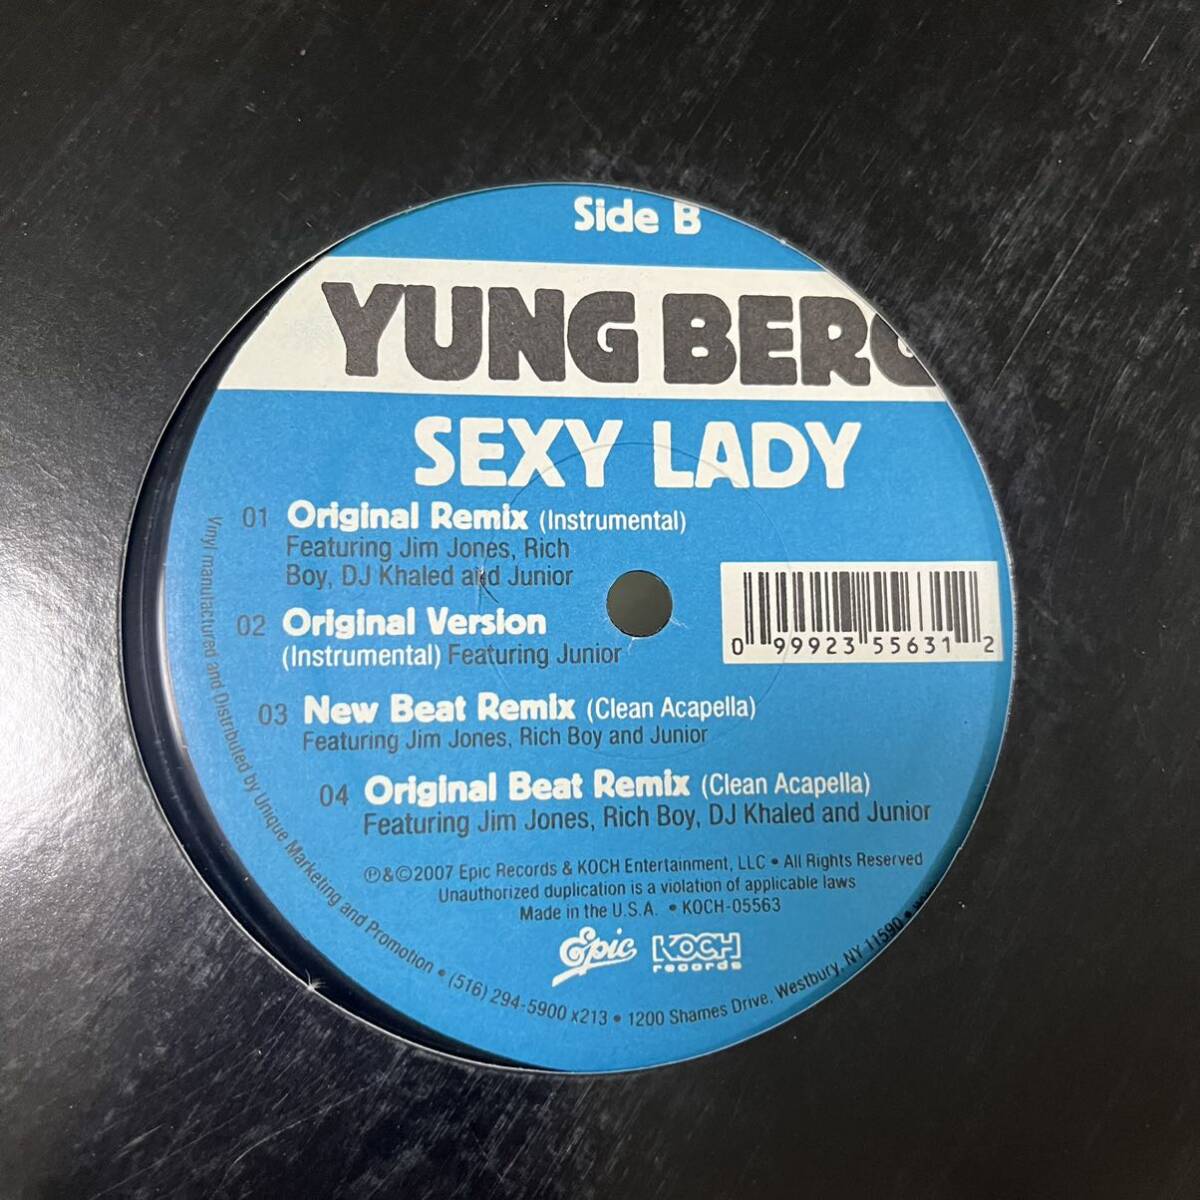 Side B
YUNG BERG
SEXY LADY
01 Original Remix (Instrumental)
Featuring Jim Jones, Rich
Boy, DJ Khaled and Junior
02 Original Version
(Instrumental) Featuring Junior
03 New Beat Remix (Clean Acapella)
Featuring Jim Jones, Rich Boy and Junior
04 Original Beat Remix (Clean Acapella)
Featuring Jim Jones, Rich Boy, DJ Khaled and Junior
0 99923 55631 2
℗&©2007 Epic Records & KOCH Entertainment, LLC • All Rights Reserved
Unauthorized duplication is a violation of applicable laws
Made in the U.S.A. • KOCH-05563
Epic KOCH records
Vinyl manufactured and Distributed by Unique Marketing and Promotion • (516) 294-5900 x213 • 1200 Shames Drive, Westbury, NY 11590 •